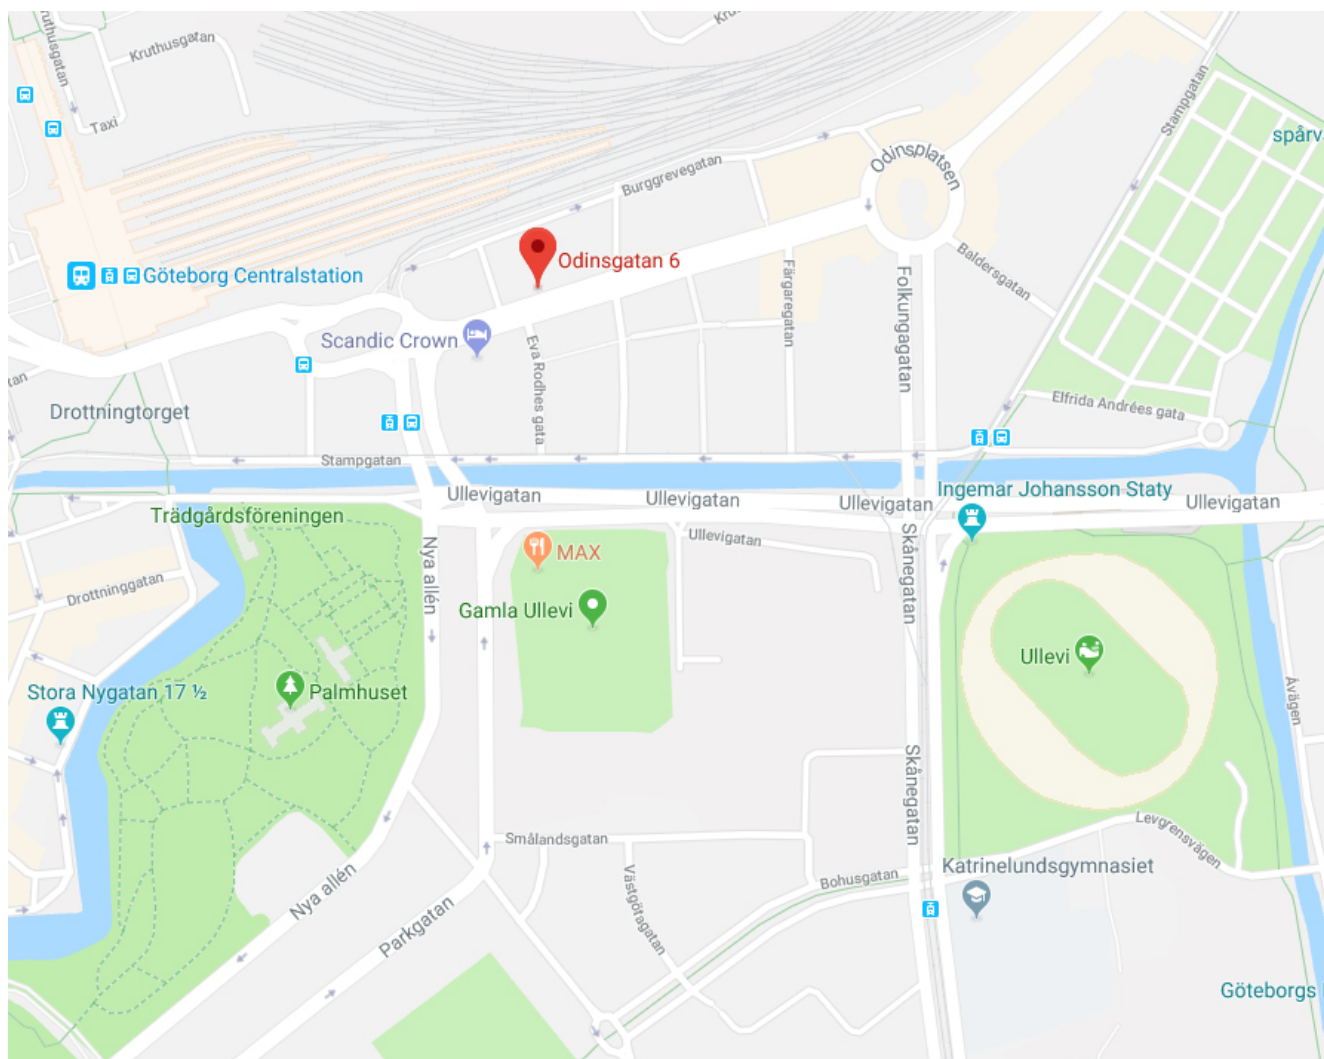 Kruthusgatan
Kruthusgatan
Kru
Taxi
Stampgatan
spårv
Odinsplatsen
Burggrevegatan
Odinsgatan 6
Göteborg Centralstation
Baldersgatan
Färgaregatan
Folkungagatan
Scandic Crown
Eva Rodhes gata
tan
Drottningtorget
Elfrida Andrées gata
Stampgatan
Ullevigatan
Ullevigatan
Ullevigatan
Ingemar Johansson Staty
Ullevigatan
Trädgårdsföreningen
Ullevigatan
MAX
Nya allén
Skånegatan
Drottninggatan
Gamla Ullevi
Ullevi
Stora Nygatan 17 ½
Palmhuset
Åvägen
Skånegatan
Levgrensvägen
Smålandsgatan
Katrinelundsgymnasiet
Bohusgatan
Nya allén
Västgötagatan
Parkgatan
Göteborgs